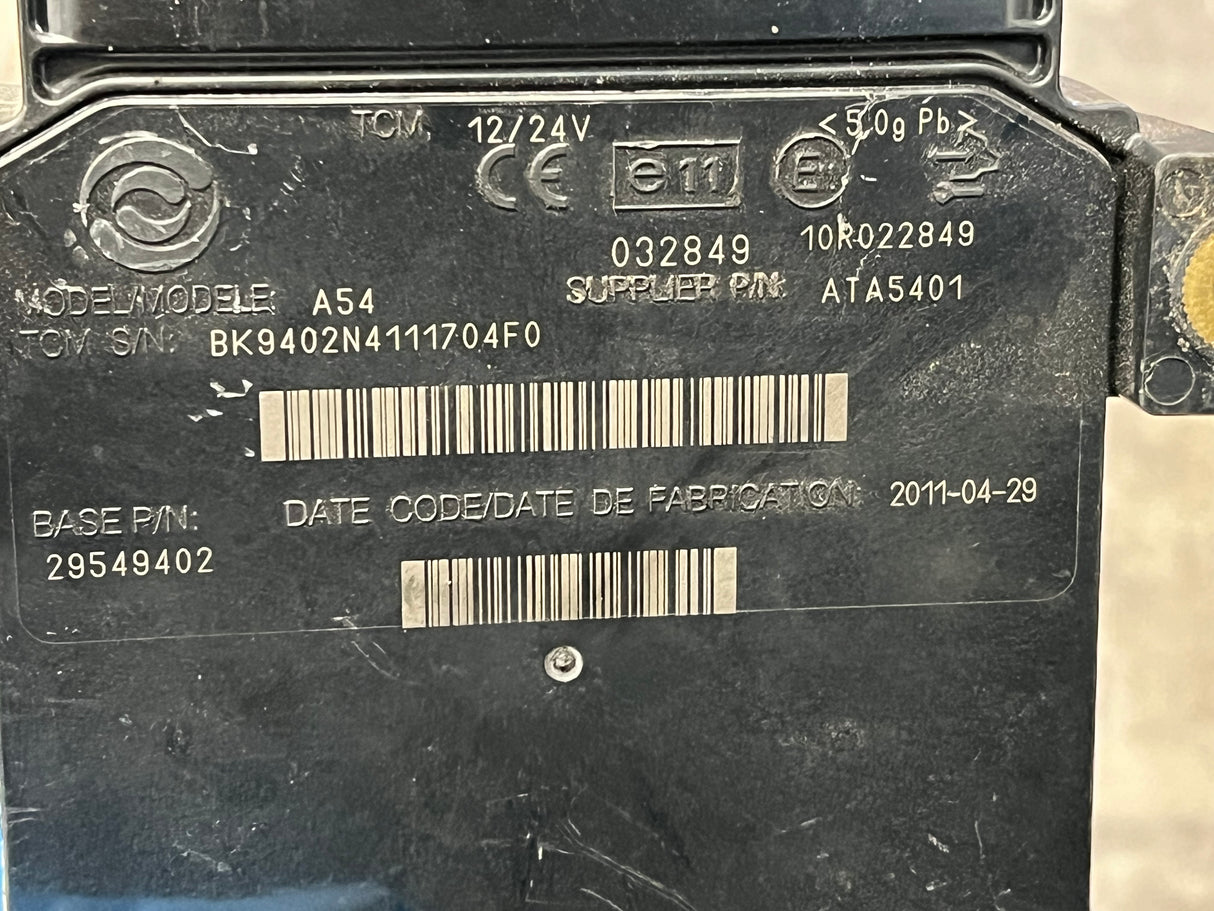 TCM 12/24V <5.0g Pb>
CE e11 E
032849 10R022849
MODEL/MODELE: A54 SUPPLIER P/N: ATA5401
TCM S/N: BK9402N4111704F0
BASE P/N: DATE CODE/DATE DE FABRICATION: 2011-04-29
29549402